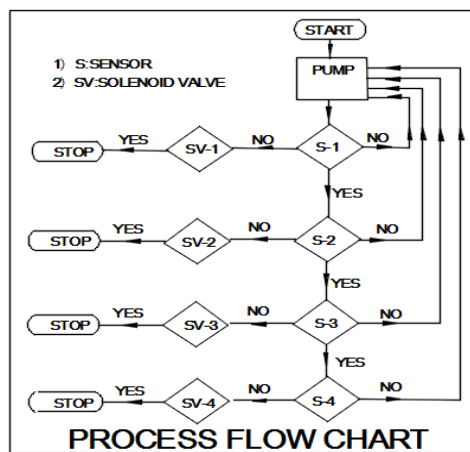 START
1) S:SENSOR
2) SV:SOLENOID VALVE
PUMP
STOP YES SV-1 NO S-1 NO
YES
STOP YES SV-2 NO S-2 NO
YES
STOP YES SV-3 NO S-3 NO
YES
STOP YES SV-4 NO S-4 NO
PROCESS FLOW CHART